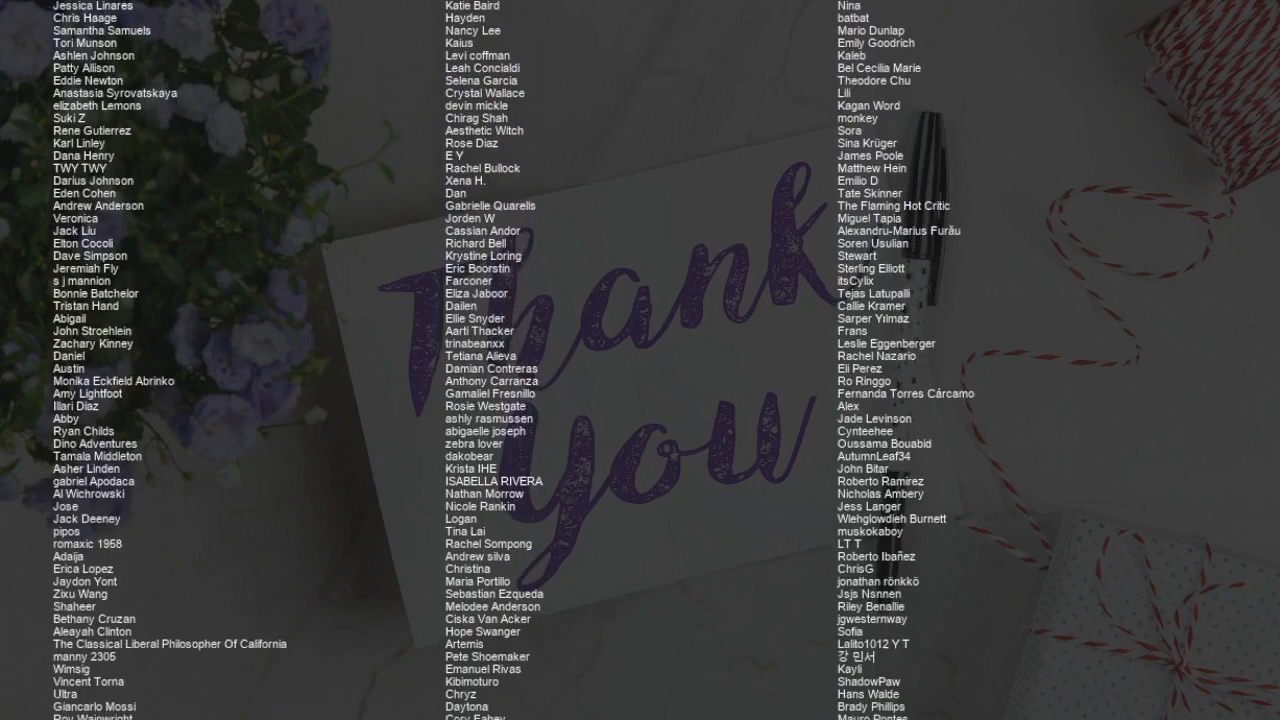 Jessica Linares
Chris Haage
Samantha Samuels
Tori Munson
Ashlen Johnson
Patty Allison
Eddie Newton
Anastasia Syrovatskaya
elizabeth Lemons
Suki Z
Rene Gutierrez
Karl Linley
Dana Henry
TWY TWY
Darius Johnson
Eden Cohen
Andrew Anderson
Veronica
Jack Liu
Elton Cocoli
Dave Simpson
Jeremiah Fly
s j mannion
Bonnie Batchelor
Tristan Hand
Abigail
John Stroehlein
Zachary Kinney
Daniel
Austin
Monika Eckfield Abrinko
Amy Lightfoot
Illari Diaz
Abby
Ryan Childs
Dino Adventures
Tamala Middleton
Asher Linden
gabriel Apodaca
Al Wichrowski
Jose
Jack Deeney
pipos
romaxic 1958
Adaija
Erica Lopez
Jaydon Yont
Zixu Wang
Shaheer
Bethany Cruzan
Aleayah Clinton
The Classical Liberal Philosopher Of California
manny 2305
Wimsig
Vincent Torna
Ultra
Giancarlo Mossi
Roy Wainwright
Katie Baird
Hayden
Nancy Lee
Kaius
Levi coffman
Leah Concialdi
Selena Garcia
Crystal Wallace
devin mickle
Chirag Shah
Aesthetic Witch
Rose Diaz
E Y
Rachel Bullock
Xena H.
Dan
Gabrielle Quarells
Jorden W
Cassian Andor
Richard Bell
Krystine Loring
Eric Boorstin
Farconer
Eliza Jaboor
Dailen
Ellie Snyder
Aarti Thacker
trinabeanxx
Tetiana Alieva
Damian Contreras
Anthony Carranza
Gamaliel Fresnillo
Rosie Westgate
ashly rasmussen
abigaelle joseph
zebra lover
dakobear
Krista IHE
ISABELLA RIVERA
Nathan Morrow
Nicole Rankin
Logan
Tina Lai
Rachel Sompong
Andrew silva
Christina
Maria Portillo
Sebastian Ezqueda
Melodee Anderson
Ciska Van Acker
Hope Swanger
Artemis
Pete Shoemaker
Emanuel Rivas
Kibimoturo
Chryz
Daytona
Cory Fahey
Nina
batbat
Mario Dunlap
Emily Goodrich
Kaleb
Bel Cecilia Marie
Theodore Chu
Lili
Kagan Word
monkey
Sora
Sina Krüger
James Poole
Matthew Hein
Emilio D
Tate Skinner
The Flaming Hot Critic
Miguel Tapia
Alexandru-Marius Furău
Soren Usulian
Stewart
Sterling Elliott
itsCylix
Tejas Latupalli
Callie Kramer
Sarper Yılmaz
Frans
Leslie Eggenberger
Rachel Nazario
Eli Perez
Ro Ringgo
Fernanda Torres Cárcamo
Alex
Jade Levinson
Cynteehee
Oussama Bouabid
AutumnLeaf34
John Bitar
Roberto Ramirez
Nicholas Ambery
Jess Langer
Wlehglowdieh Burnett
muskokaboy
LT T
Roberto Ibañez
ChrisG
jonathan rönkkö
Jsjs Nsnnen
Riley Benallie
jgwesternway
Sofia
Lalito1012 Y T
강 민서
Kayli
ShadowPaw
Hans Walde
Brady Phillips
Mauro Pontes
Thank
you